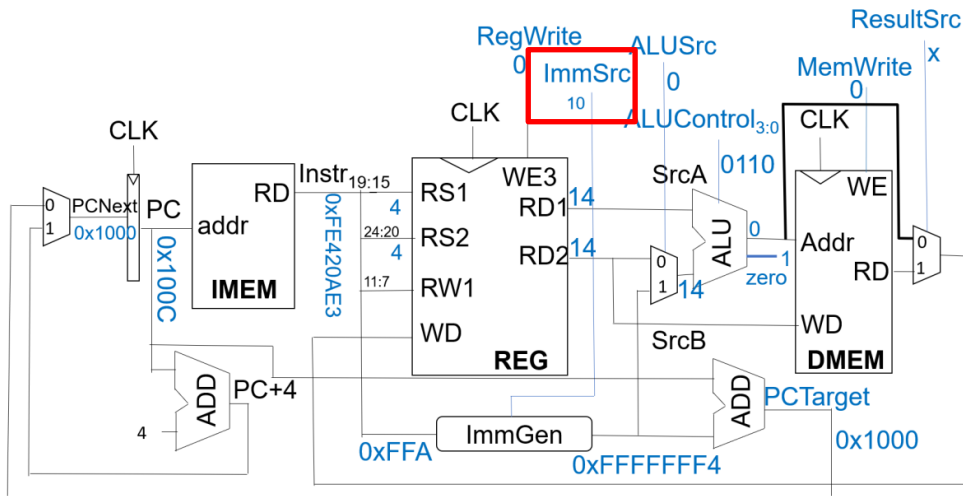 ResultSrc
x
RegWrite
0
ALUSrc
0
ImmSrc
10
MemWrite
0
CLK
CLK
ALUControl3:0
0110
CLK
Instr
19:15
4
RS1
WE3
RD1
14
SrcA
WE
0
1
PCNext
0x1000
PC
0x100C
RD
addr
IMEM
0xFE420AE3
24:20
4
RS2
RD2
14
0
1
14
ALU
0
1
zero
Addr
RD
0
1
11:7
RW1
WD
REG
SrcB
WD
DMEM
ADD
PC+4
4
ADD
PCTarget
0x1000
0xFFA
ImmGen
0xFFFFFFF4